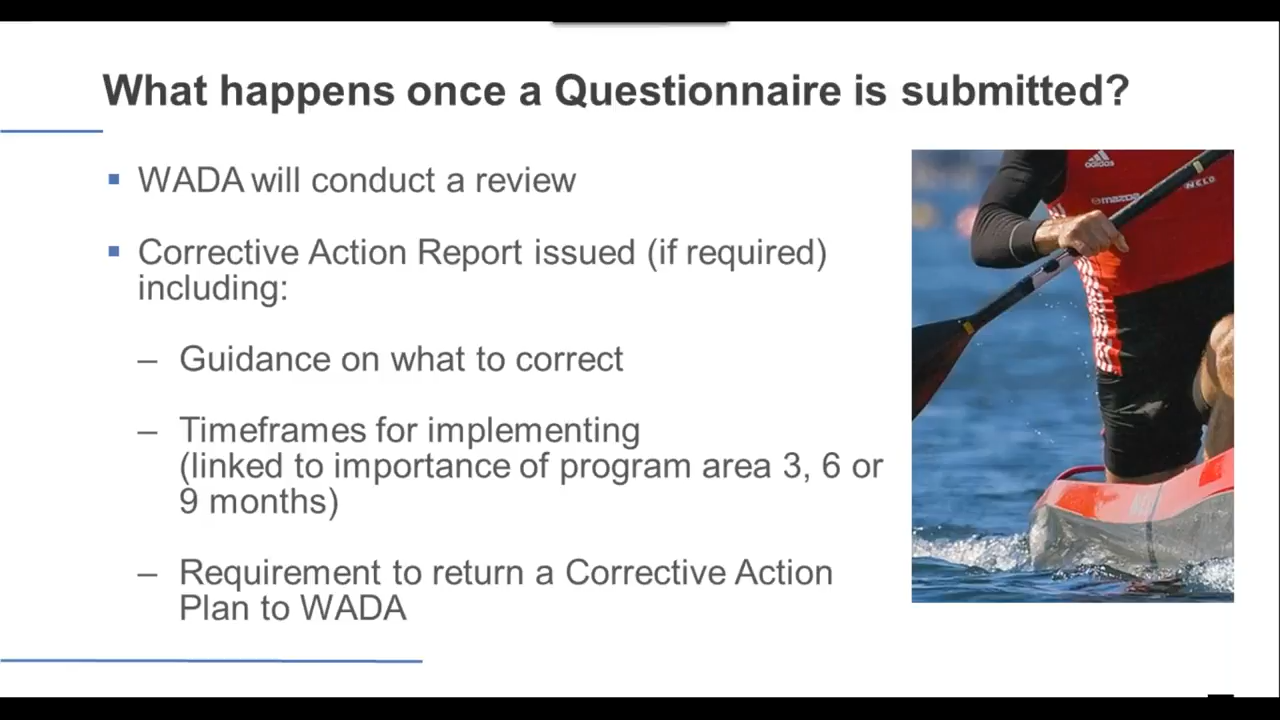 What happens once a Questionnaire is submitted?
▪ WADA will conduct a review
▪ Corrective Action Report issued (if required)
including:
– Guidance on what to correct
– Timeframes for implementing
(linked to importance of program area 3, 6 or
9 months)
– Requirement to return a Corrective Action
Plan to WADA
adidas
mazda
NELO